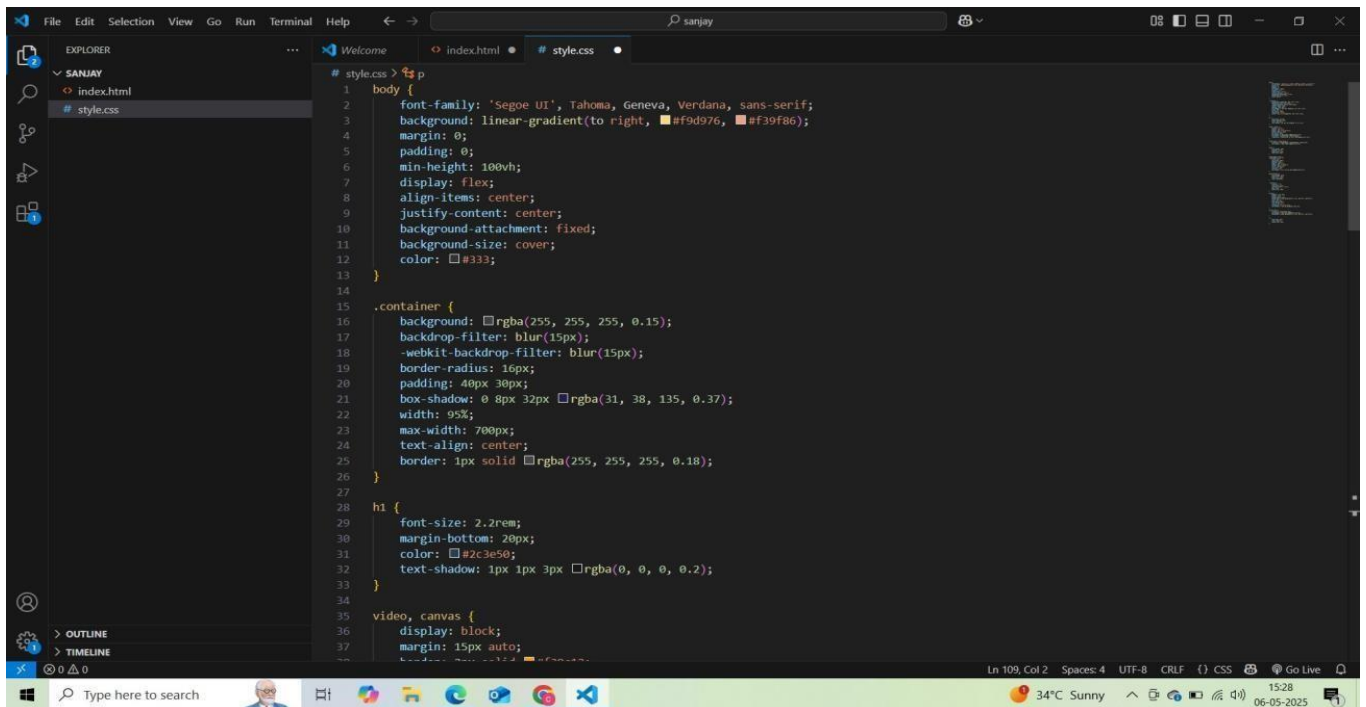 File Edit Selection View Go Run Terminal Help
sanjay
EXPLORER
Welcome
index.html
# style.css
SANJAY
index.html
# style.css
# style.css > p
1 body {
2 font-family: 'Segoe UI', Tahoma, Geneva, Verdana, sans-serif;
3 background: linear-gradient(to right, #f9d976, #f39f86);
4 margin: 0;
5 padding: 0;
6 min-height: 100vh;
7 display: flex;
8 align-items: center;
9 justify-content: center;
10 background-attachment: fixed;
11 background-size: cover;
12 color: #333;
13 }
14
15 .container {
16 background: rgba(255, 255, 255, 0.15);
17 backdrop-filter: blur(15px);
18 -webkit-backdrop-filter: blur(15px);
19 border-radius: 16px;
20 padding: 40px 30px;
21 box-shadow: 0 8px 32px rgba(31, 38, 135, 0.37);
22 width: 95%;
23 max-width: 700px;
24 text-align: center;
25 border: 1px solid rgba(255, 255, 255, 0.18);
26 }
27
28 h1 {
29 font-size: 2.2rem;
30 margin-bottom: 20px;
31 color: #2c3e50;
32 text-shadow: 1px 1px 3px rgba(0, 0, 0, 0.2);
33 }
34
35 video, canvas {
36 display: block;
37 margin: 15px auto;
OUTLINE
TIMELINE
0 0
Ln 109, Col 2 Spaces: 4 UTF-8 CRLF {} CSS Go Live
Type here to search
34°C Sunny
15:28
06-05-2025